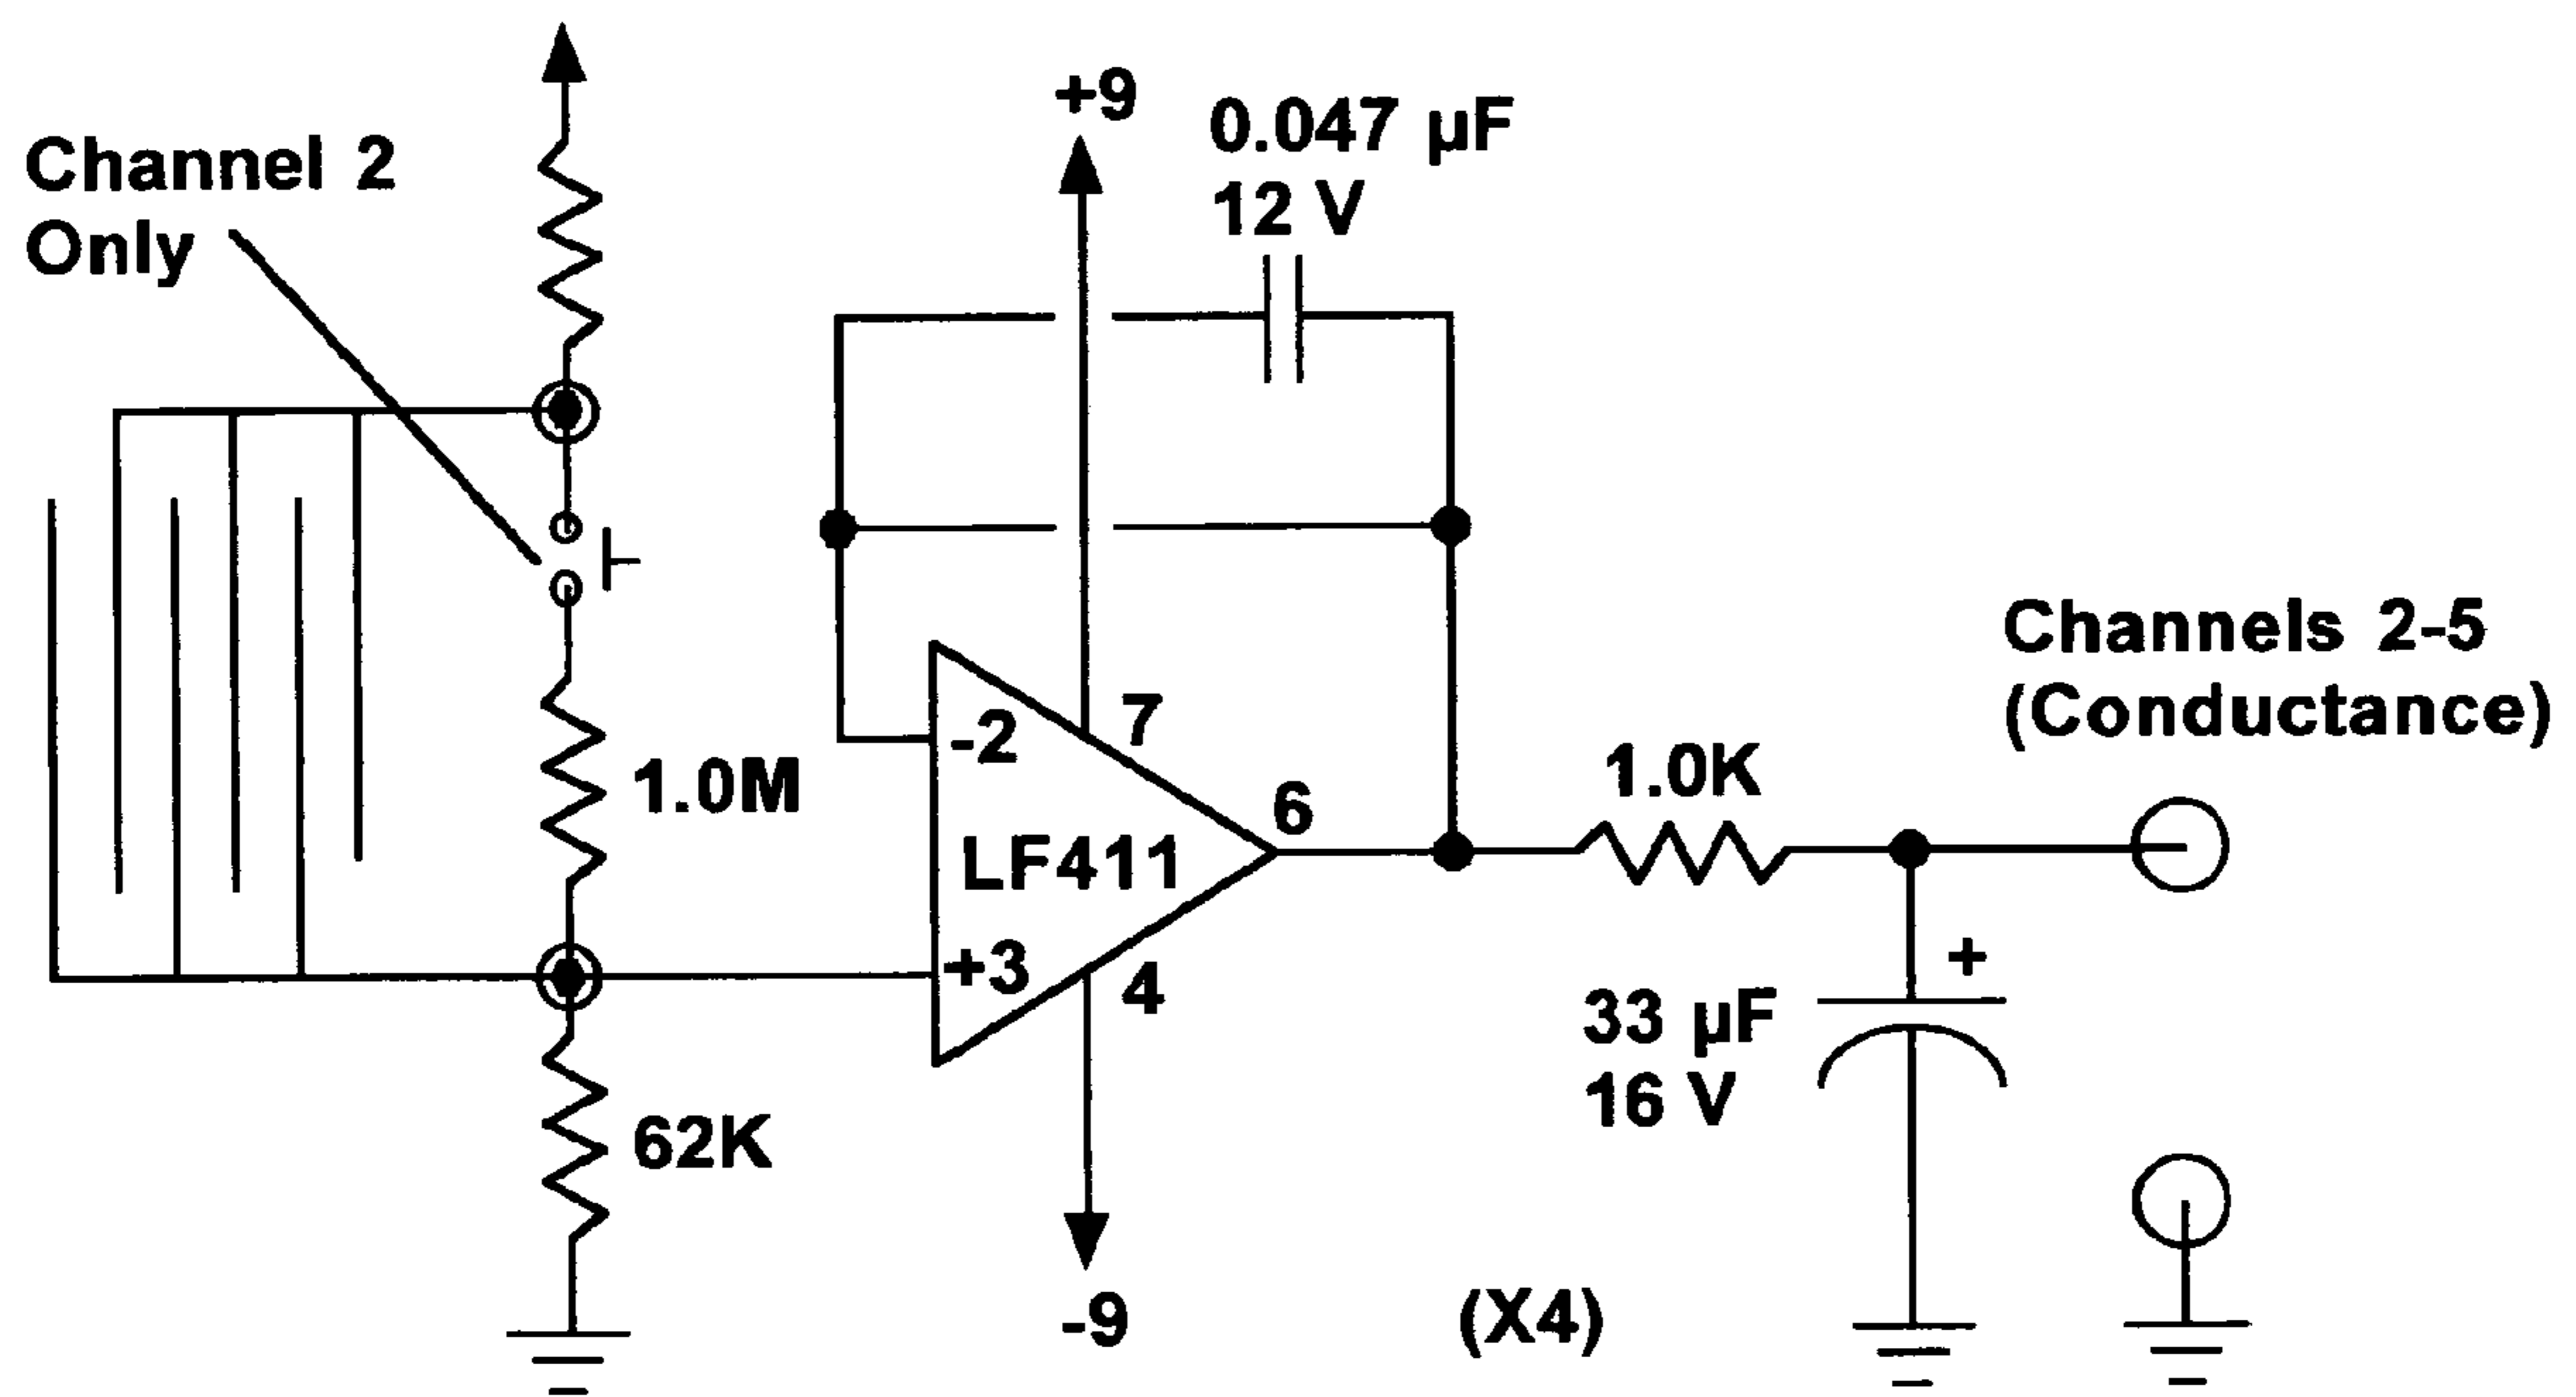 Channel 2
Only
+9
0.047 µF
12 V
-2
7
1.0M
LF411
6
1.0K
Channels 2-5
(Conductance)
+3
4
+
33 µF
16 V
62K
-9
(X4)